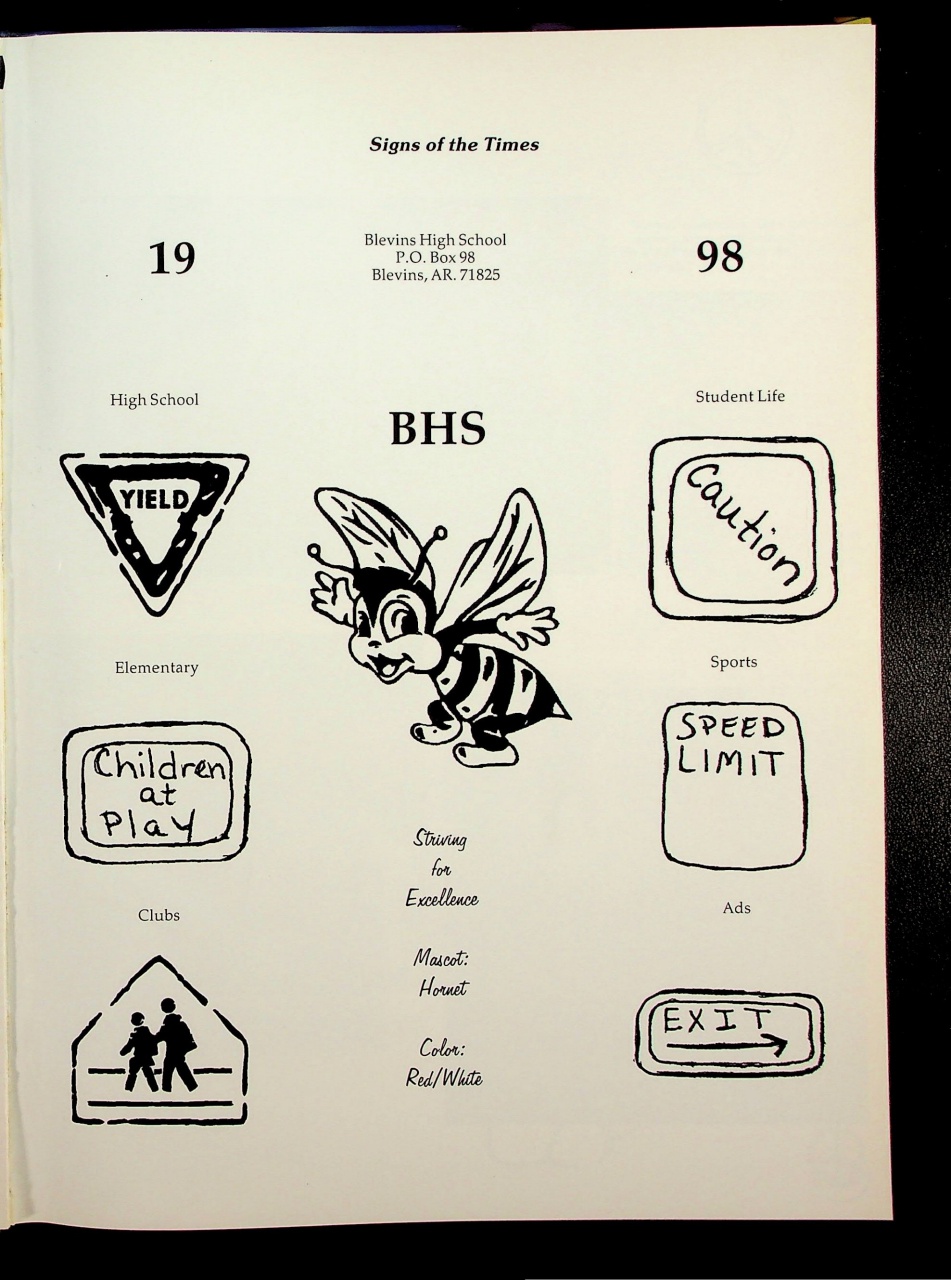 Signs of the Times
19
Blevins High School
P.O. Box 98
Blevins, AR. 71825
98
High School
YIELD
Elementary
Children
at
Play
Clubs
BHS
Striving
for
Excellence
Mascot:
Hornet
Color:
Red/White
Student Life
Caution
Sports
SPEED
LIMIT
Ads
EXIT